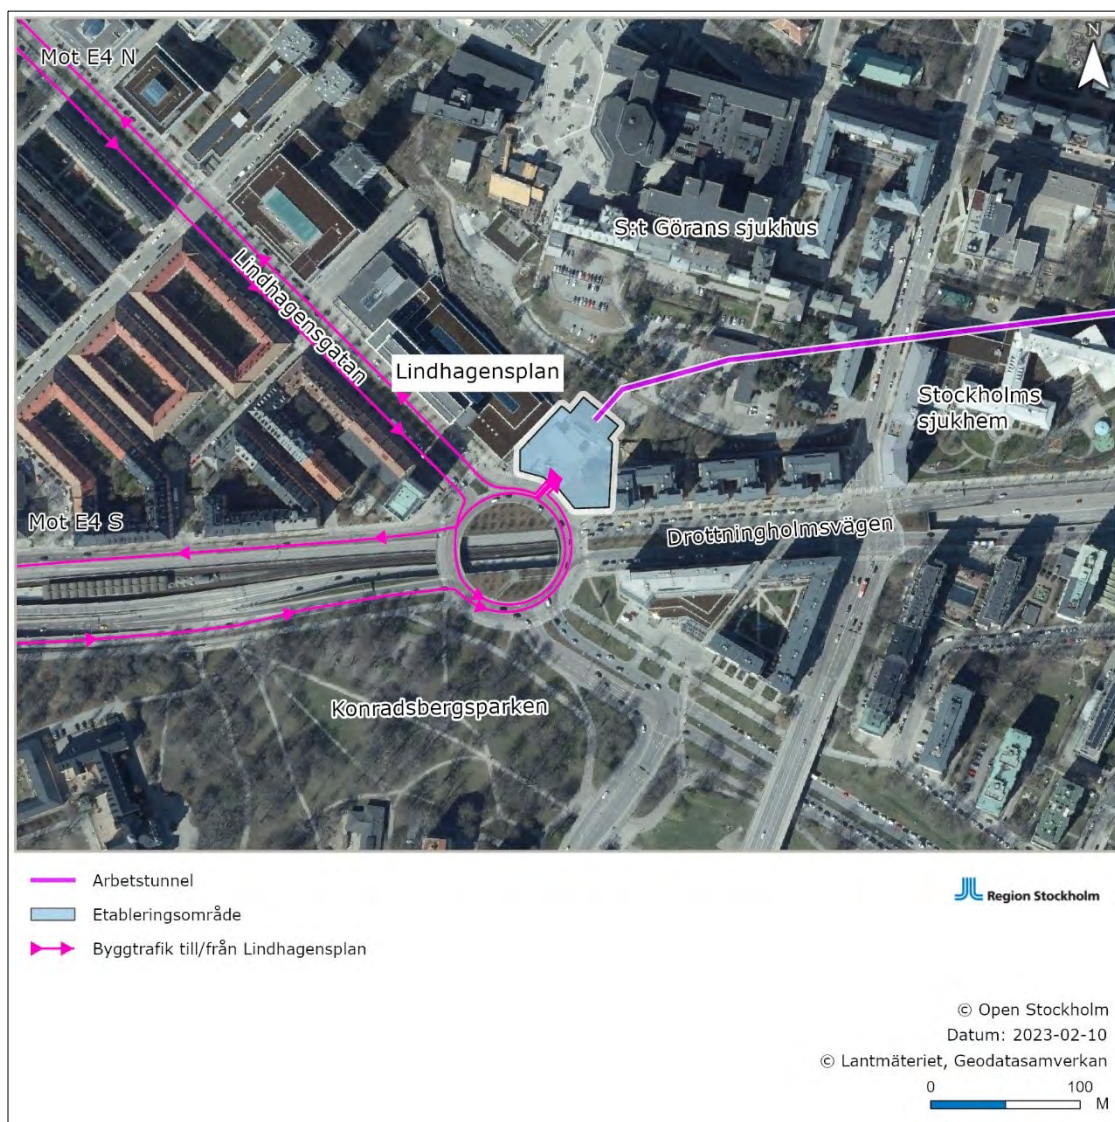 N
Mot E4 N
S:t Görans sjukhus
Lindhagensgatan
Lindhagensplan
Stockholms
sjukhem
Mot E4 S
Drottningholmsvägen
Konradsbergsparken
Arbetstunnel
Etableringsområde
Byggtrafik till/från Lindhagensplan
Region Stockholm
© Open Stockholm
Datum: 2023-02-10
© Lantmäteriet, Geodatasamverkan
0 100
M